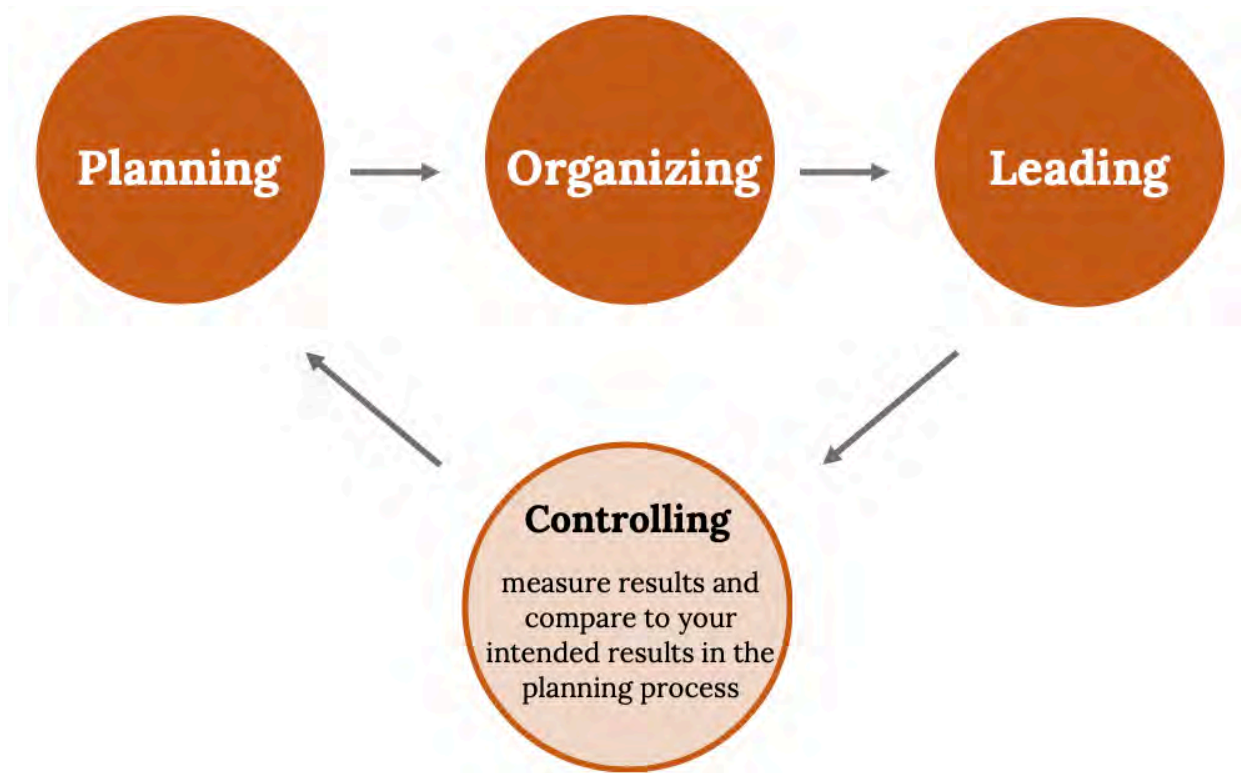 Planning
Organizing
Leading
Controlling
measure results and
compare to your
intended results in the
planning process